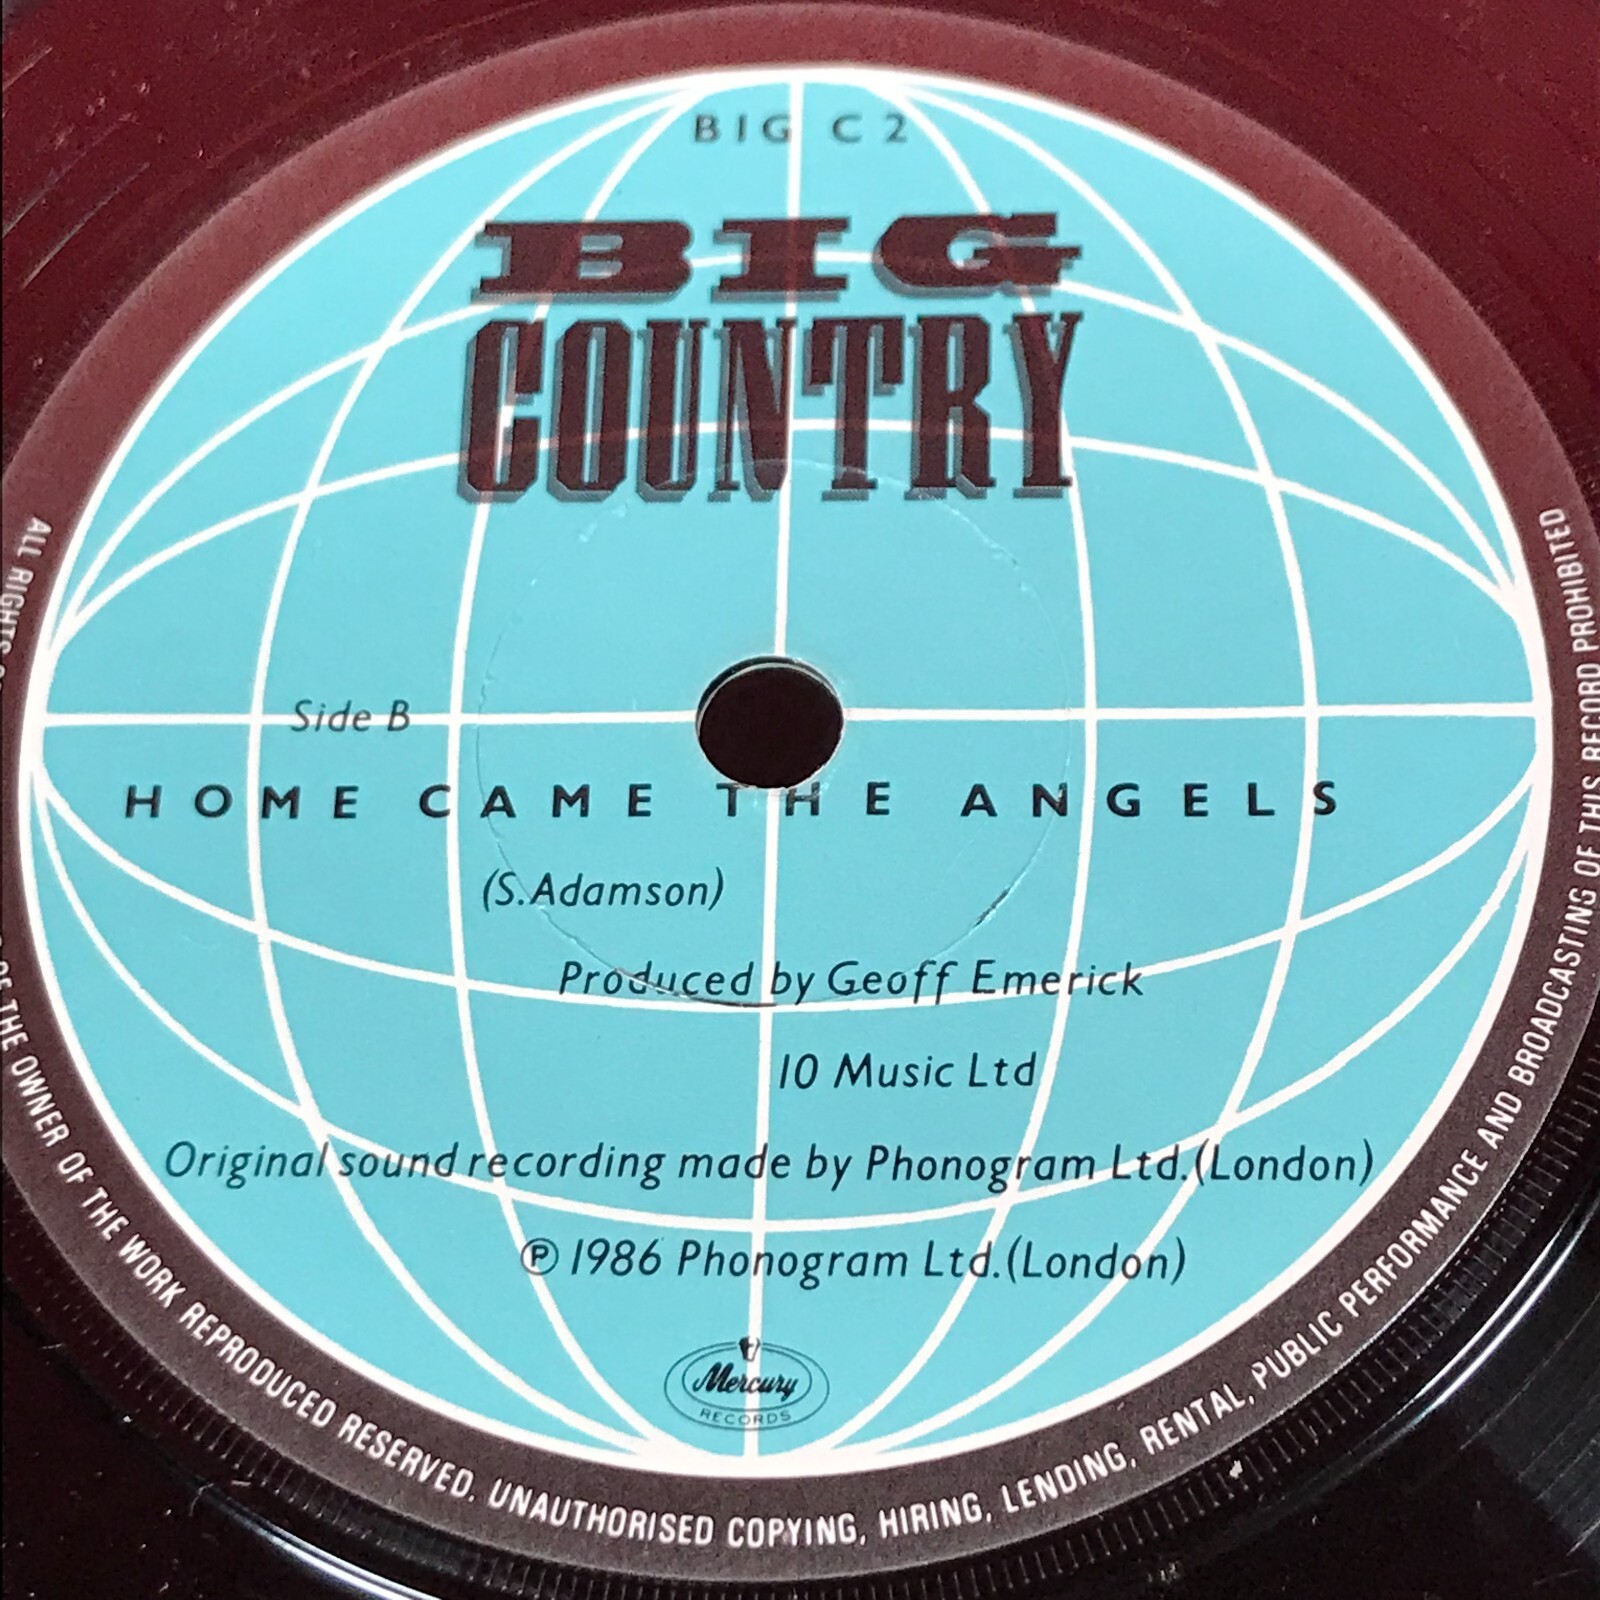 BIG C 2
BIG
COUNTRY
Side B
HOME CAME THE ANGELS
(S.Adamson)
Produced by Geoff Emerick
10 Music Ltd
Original sound recording made by Phonogram Ltd.(London)
℗ 1986 Phonogram Ltd.(London)
Mercury
RECORDS
ALL RIGHTS OF THE OWNER OF THE WORK REPRODUCED RESERVED. UNAUTHORISED COPYING, HIRING, LENDING, RENTAL, PUBLIC PERFORMANCE AND BROADCASTING OF THIS RECORD PROHIBITED